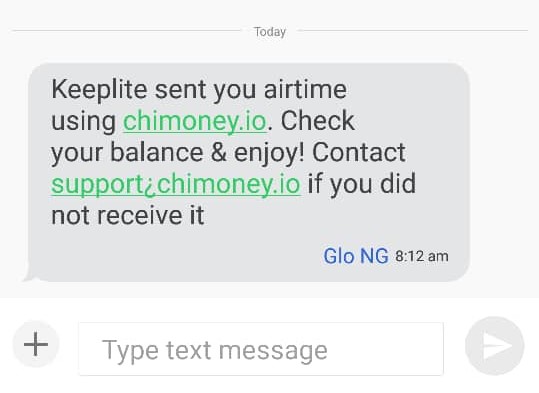 Today
Keeplite sent you airtime
using chimoney.io. Check
your balance & enjoy! Contact
support¿chimoney.io if you did
not receive it
Glo NG 8:12 am
Type text message